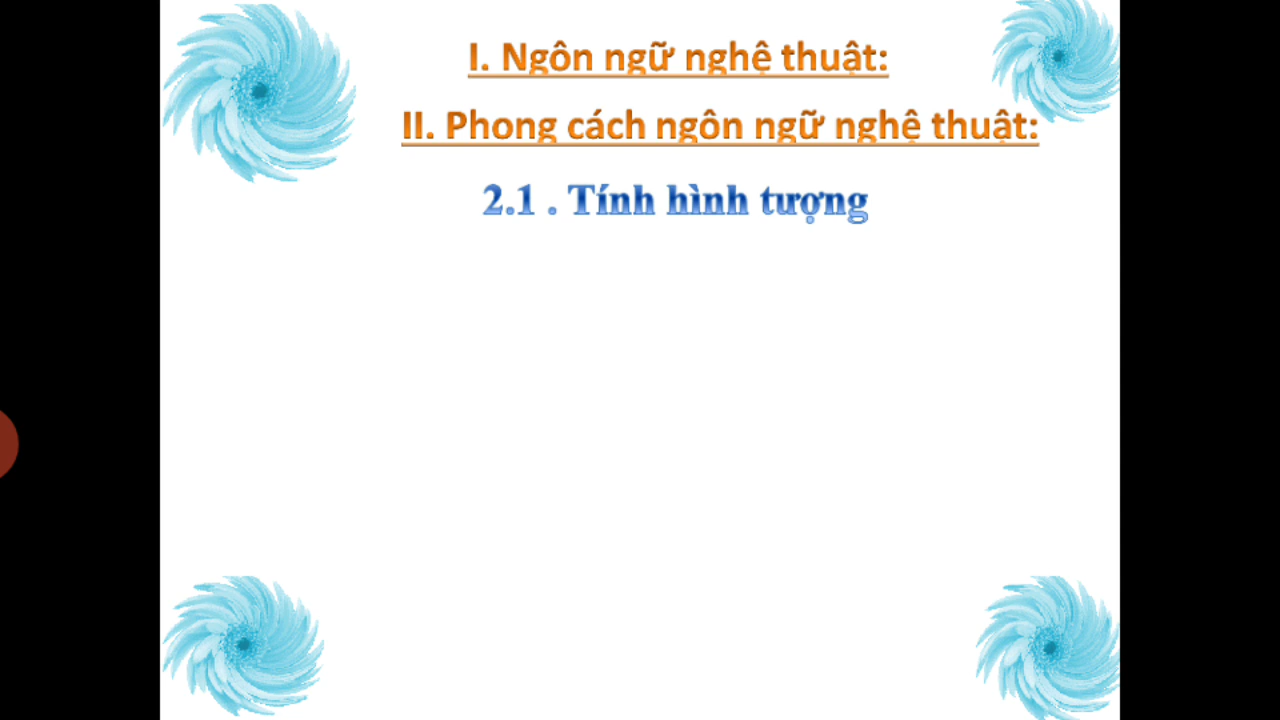 I. Ngôn ngữ nghệ thuật:
II. Phong cách ngôn ngữ nghệ thuật:
2.1 . Tính hình tượng